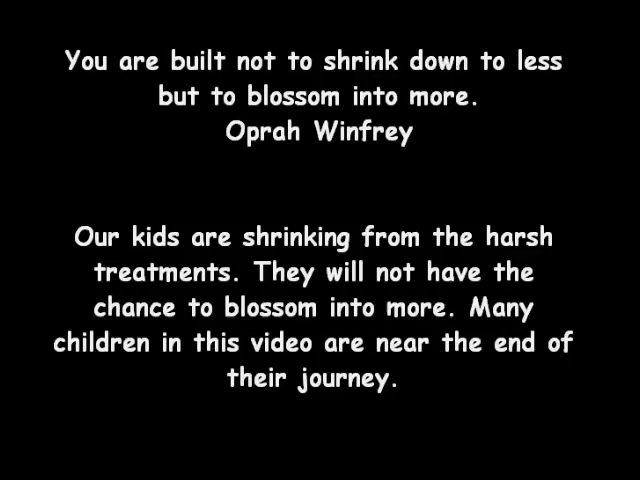 You are built not to shrink down to less
but to blossom into more.
Oprah Winfrey
Our kids are shrinking from the harsh
treatments. They will not have the
chance to blossom into more. Many
children in this video are near the end of
their journey.